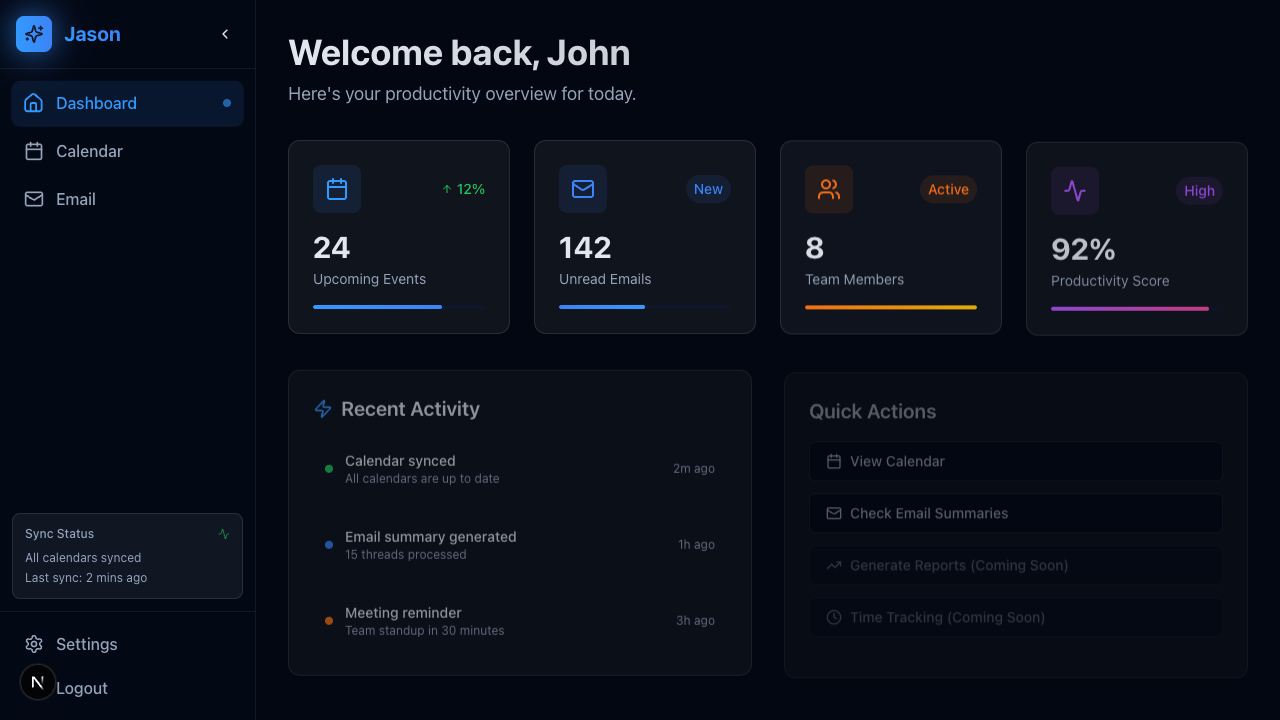 Jason
Dashboard
Calendar
Email
Sync Status
All calendars synced
Last sync: 2 mins ago
Settings
N
Logout
Welcome back, John
Here's your productivity overview for today.
↑ 12%
24
Upcoming Events
New
142
Unread Emails
Active
8
Team Members
High
92%
Productivity Score
Recent Activity
Calendar synced
All calendars are up to date
2m ago
Email summary generated
15 threads processed
1h ago
Meeting reminder
Team standup in 30 minutes
3h ago
Quick Actions
View Calendar
Check Email Summaries
Generate Reports (Coming Soon)
Time Tracking (Coming Soon)